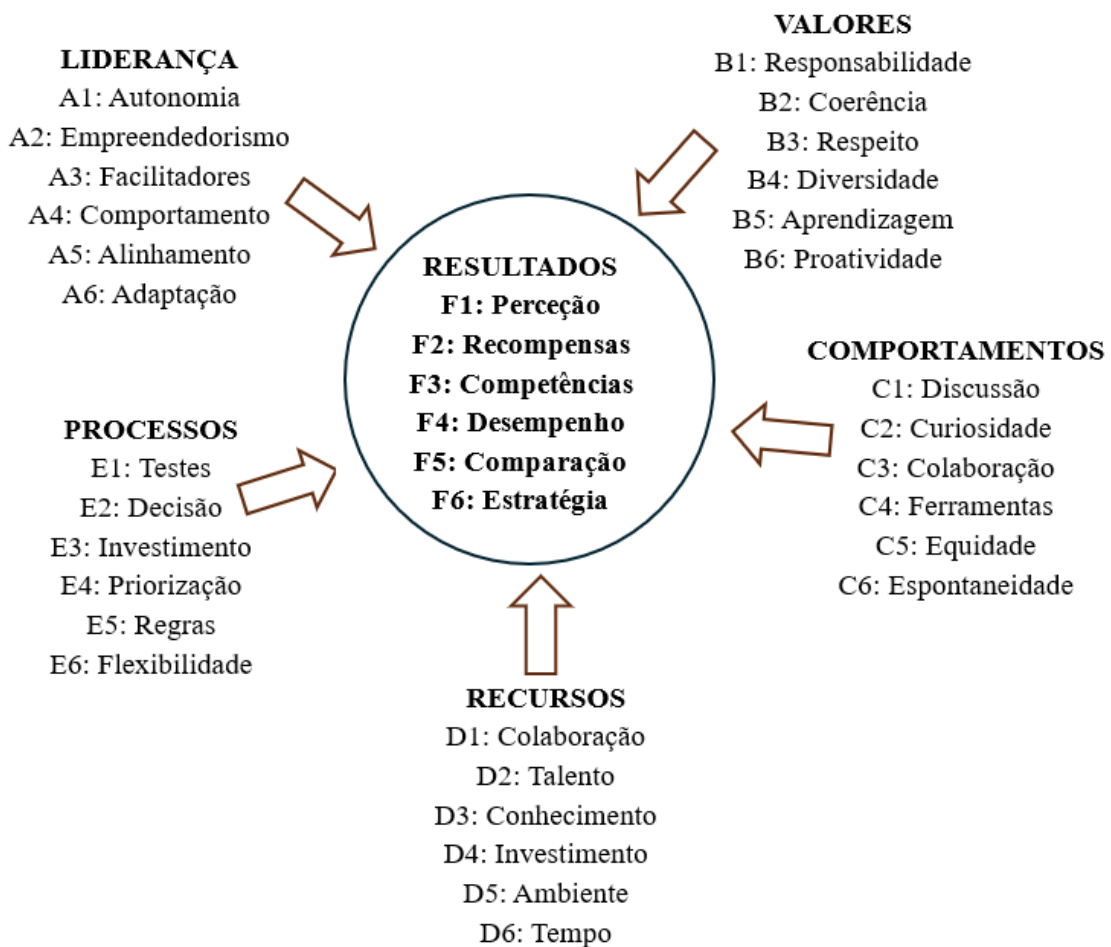 LIDERANÇA
A1: Autonomia
A2: Empreendedorismo
A3: Facilitadores
A4: Comportamento
A5: Alinhamento
A6: Adaptação
VALORES
B1: Responsabilidade
B2: Coerência
B3: Respeito
B4: Diversidade
B5: Aprendizagem
B6: Proatividade
RESULTADOS
F1: Perceção
F2: Recompensas
F3: Competências
F4: Desempenho
F5: Comparação
F6: Estratégia
COMPORTAMENTOS
C1: Discussão
C2: Curiosidade
C3: Colaboração
C4: Ferramentas
C5: Equidade
C6: Espontaneidade
PROCESSOS
E1: Testes
E2: Decisão
E3: Investimento
E4: Priorização
E5: Regras
E6: Flexibilidade
RECURSOS
D1: Colaboração
D2: Talento
D3: Conhecimento
D4: Investimento
D5: Ambiente
D6: Tempo